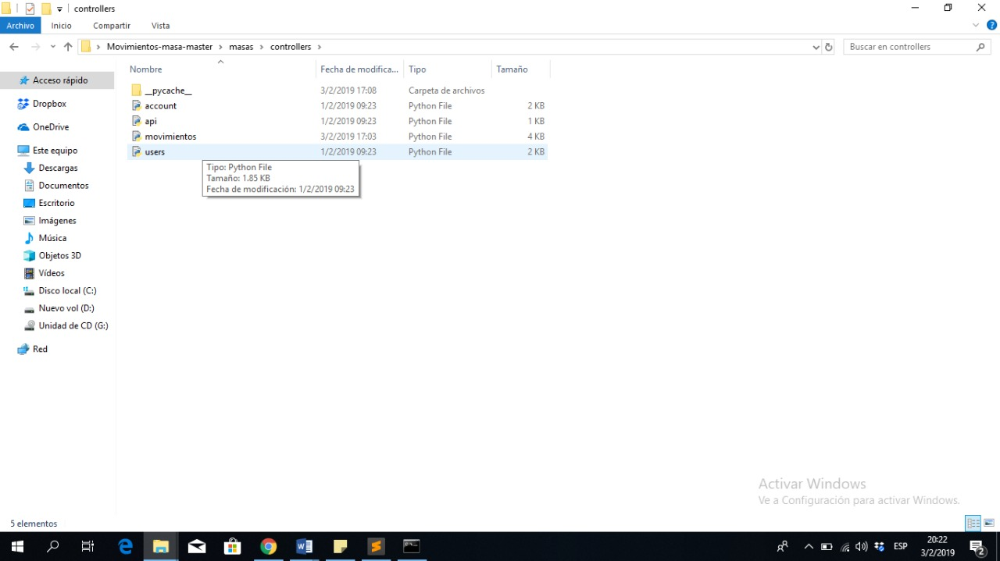 controllers
Archivo Inicio Compartir Vista
Movimientos-masa-master masas controllers
Buscar en controllers
Nombre Fecha de modifica... Tipo Tamaño
Acceso rápido
Dropbox
OneDrive
Este equipo
Descargas
Documentos
Escritorio
Imágenes
Música
Objetos 3D
Vídeos
Disco local (C:)
Nuevo vol (D:)
Unidad de CD (G:)
Red
__pycache__ 3/2/2019 17:08 Carpeta de archivos
account 1/2/2019 09:23 Python File 2 KB
api 1/2/2019 09:23 Python File 1 KB
movimientos 3/2/2019 17:03 Python File 4 KB
users 1/2/2019 09:23 Python File 2 KB
Tipo: Python File
Tamaño: 1.85 KB
Fecha de modificación: 1/2/2019 09:23
Activar Windows
Ve a Configuración para activar Windows.
5 elementos
ESP
20:22
3/2/2019
2